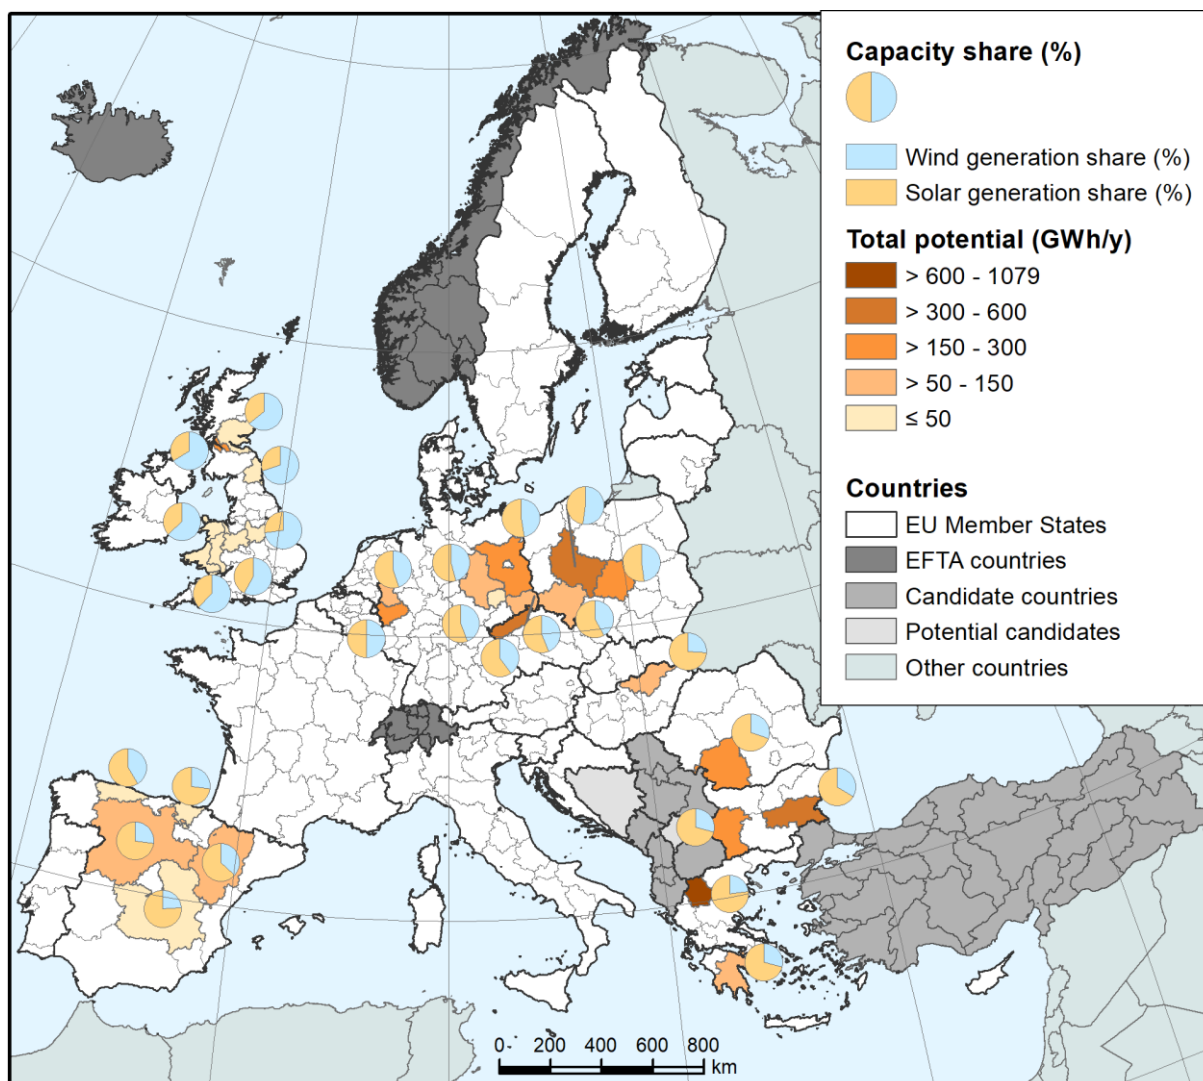 Capacity share (%)
Wind generation share (%)
Solar generation share (%)
Total potential (GWh/y)
> 600 - 1079
> 300 - 600
> 150 - 300
> 50 - 150
≤ 50
Countries
EU Member States
EFTA countries
Candidate countries
Potential candidates
Other countries
0 200 400 600 800
km